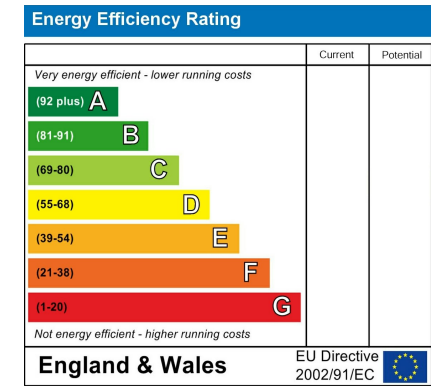 Energy Efficiency Rating
Current Potential
Very energy efficient - lower running costs
(92 plus) A
(81-91) B
(69-80) C
(55-68) D
(39-54) E
(21-38) F
(1-20) G
Not energy efficient - higher running costs
England & Wales
EU Directive
2002/91/EC